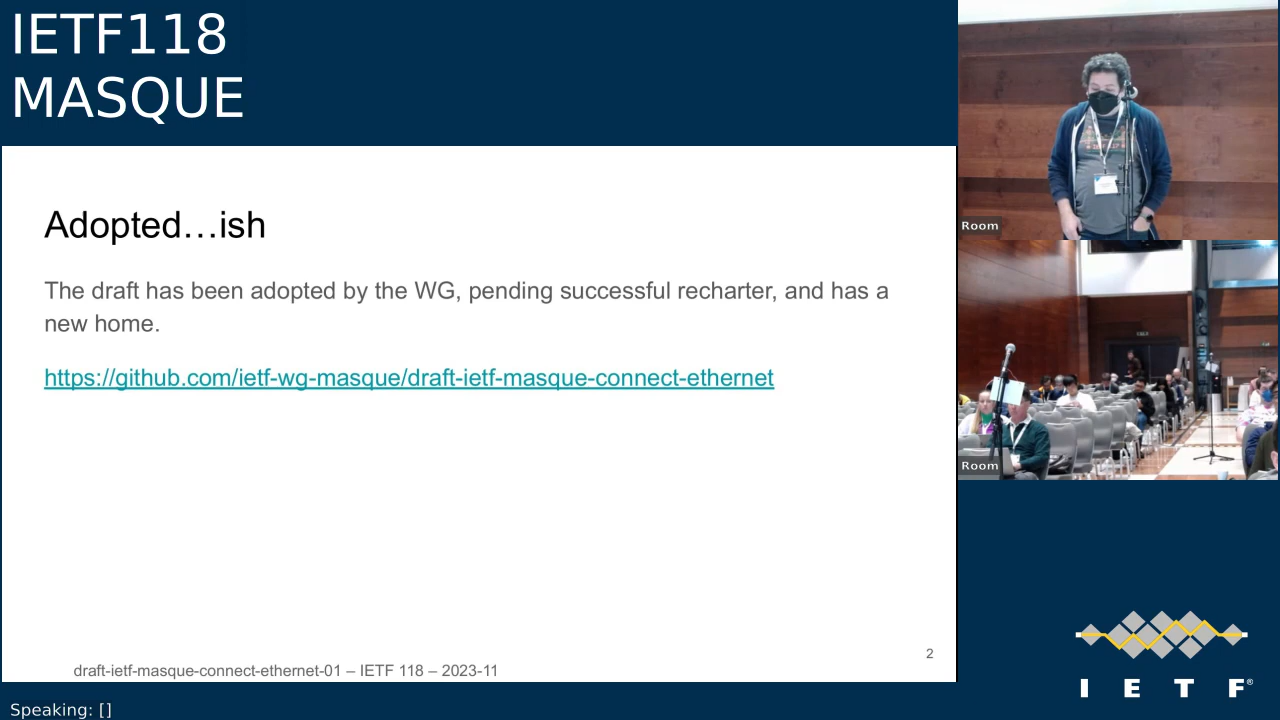 IETF118
MASQUE
Adopted…ish
The draft has been adopted by the WG, pending successful recharter, and has a
new home.
https://github.com/ietf-wg-masque/draft-ietf-masque-connect-ethernet
2
draft-ietf-masque-connect-ethernet-01 – IETF 118 – 2023-11
Speaking: []
Room
Room
I E T F®